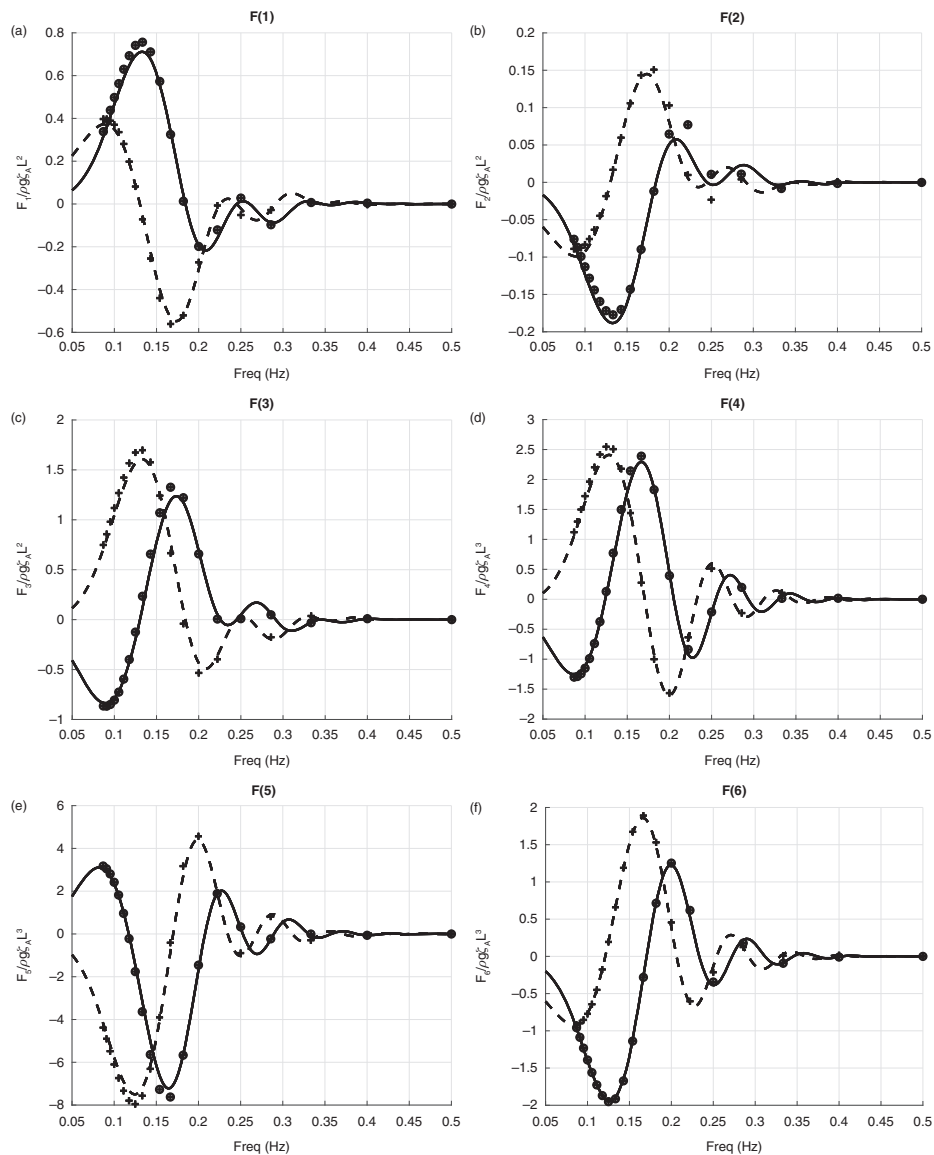 (a)
F(1)
0.8
0.6
0.4
0.2
0
−0.2
−0.4
−0.6
F₁/ρgζ_AL²
0.05 0.1 0.15 0.2 0.25 0.3 0.35 0.4 0.45 0.5
Freq (Hz)
(b)
F(2)
0.2
0.15
0.1
0.05
0
−0.05
−0.1
−0.15
−0.2
F₂/ρgζ_AL²
0.05 0.1 0.15 0.2 0.25 0.3 0.35 0.4 0.45 0.5
Freq (Hz)
(c)
F(3)
2
1.5
1
0.5
0
−0.5
−1
F₃/ρgζ_AL²
0.05 0.1 0.15 0.2 0.25 0.3 0.35 0.4 0.45 0.5
Freq (Hz)
(d)
F(4)
3
2.5
2
1.5
1
0.5
0
−0.5
−1
−1.5
−2
F₄/ρgζ_AL³
0.05 0.1 0.15 0.2 0.25 0.3 0.35 0.4 0.45 0.5
Freq (Hz)
(e)
F(5)
6
4
2
0
−2
−4
−6
−8
F₅/ρgζ_AL³
0.05 0.1 0.15 0.2 0.25 0.3 0.35 0.4 0.45 0.5
Freq (Hz)
(f)
F(6)
2
1.5
1
0.5
0
−0.5
−1
−1.5
−2
F₆/ρgζ_AL³
0.05 0.1 0.15 0.2 0.25 0.3 0.35 0.4 0.45 0.5
Freq (Hz)